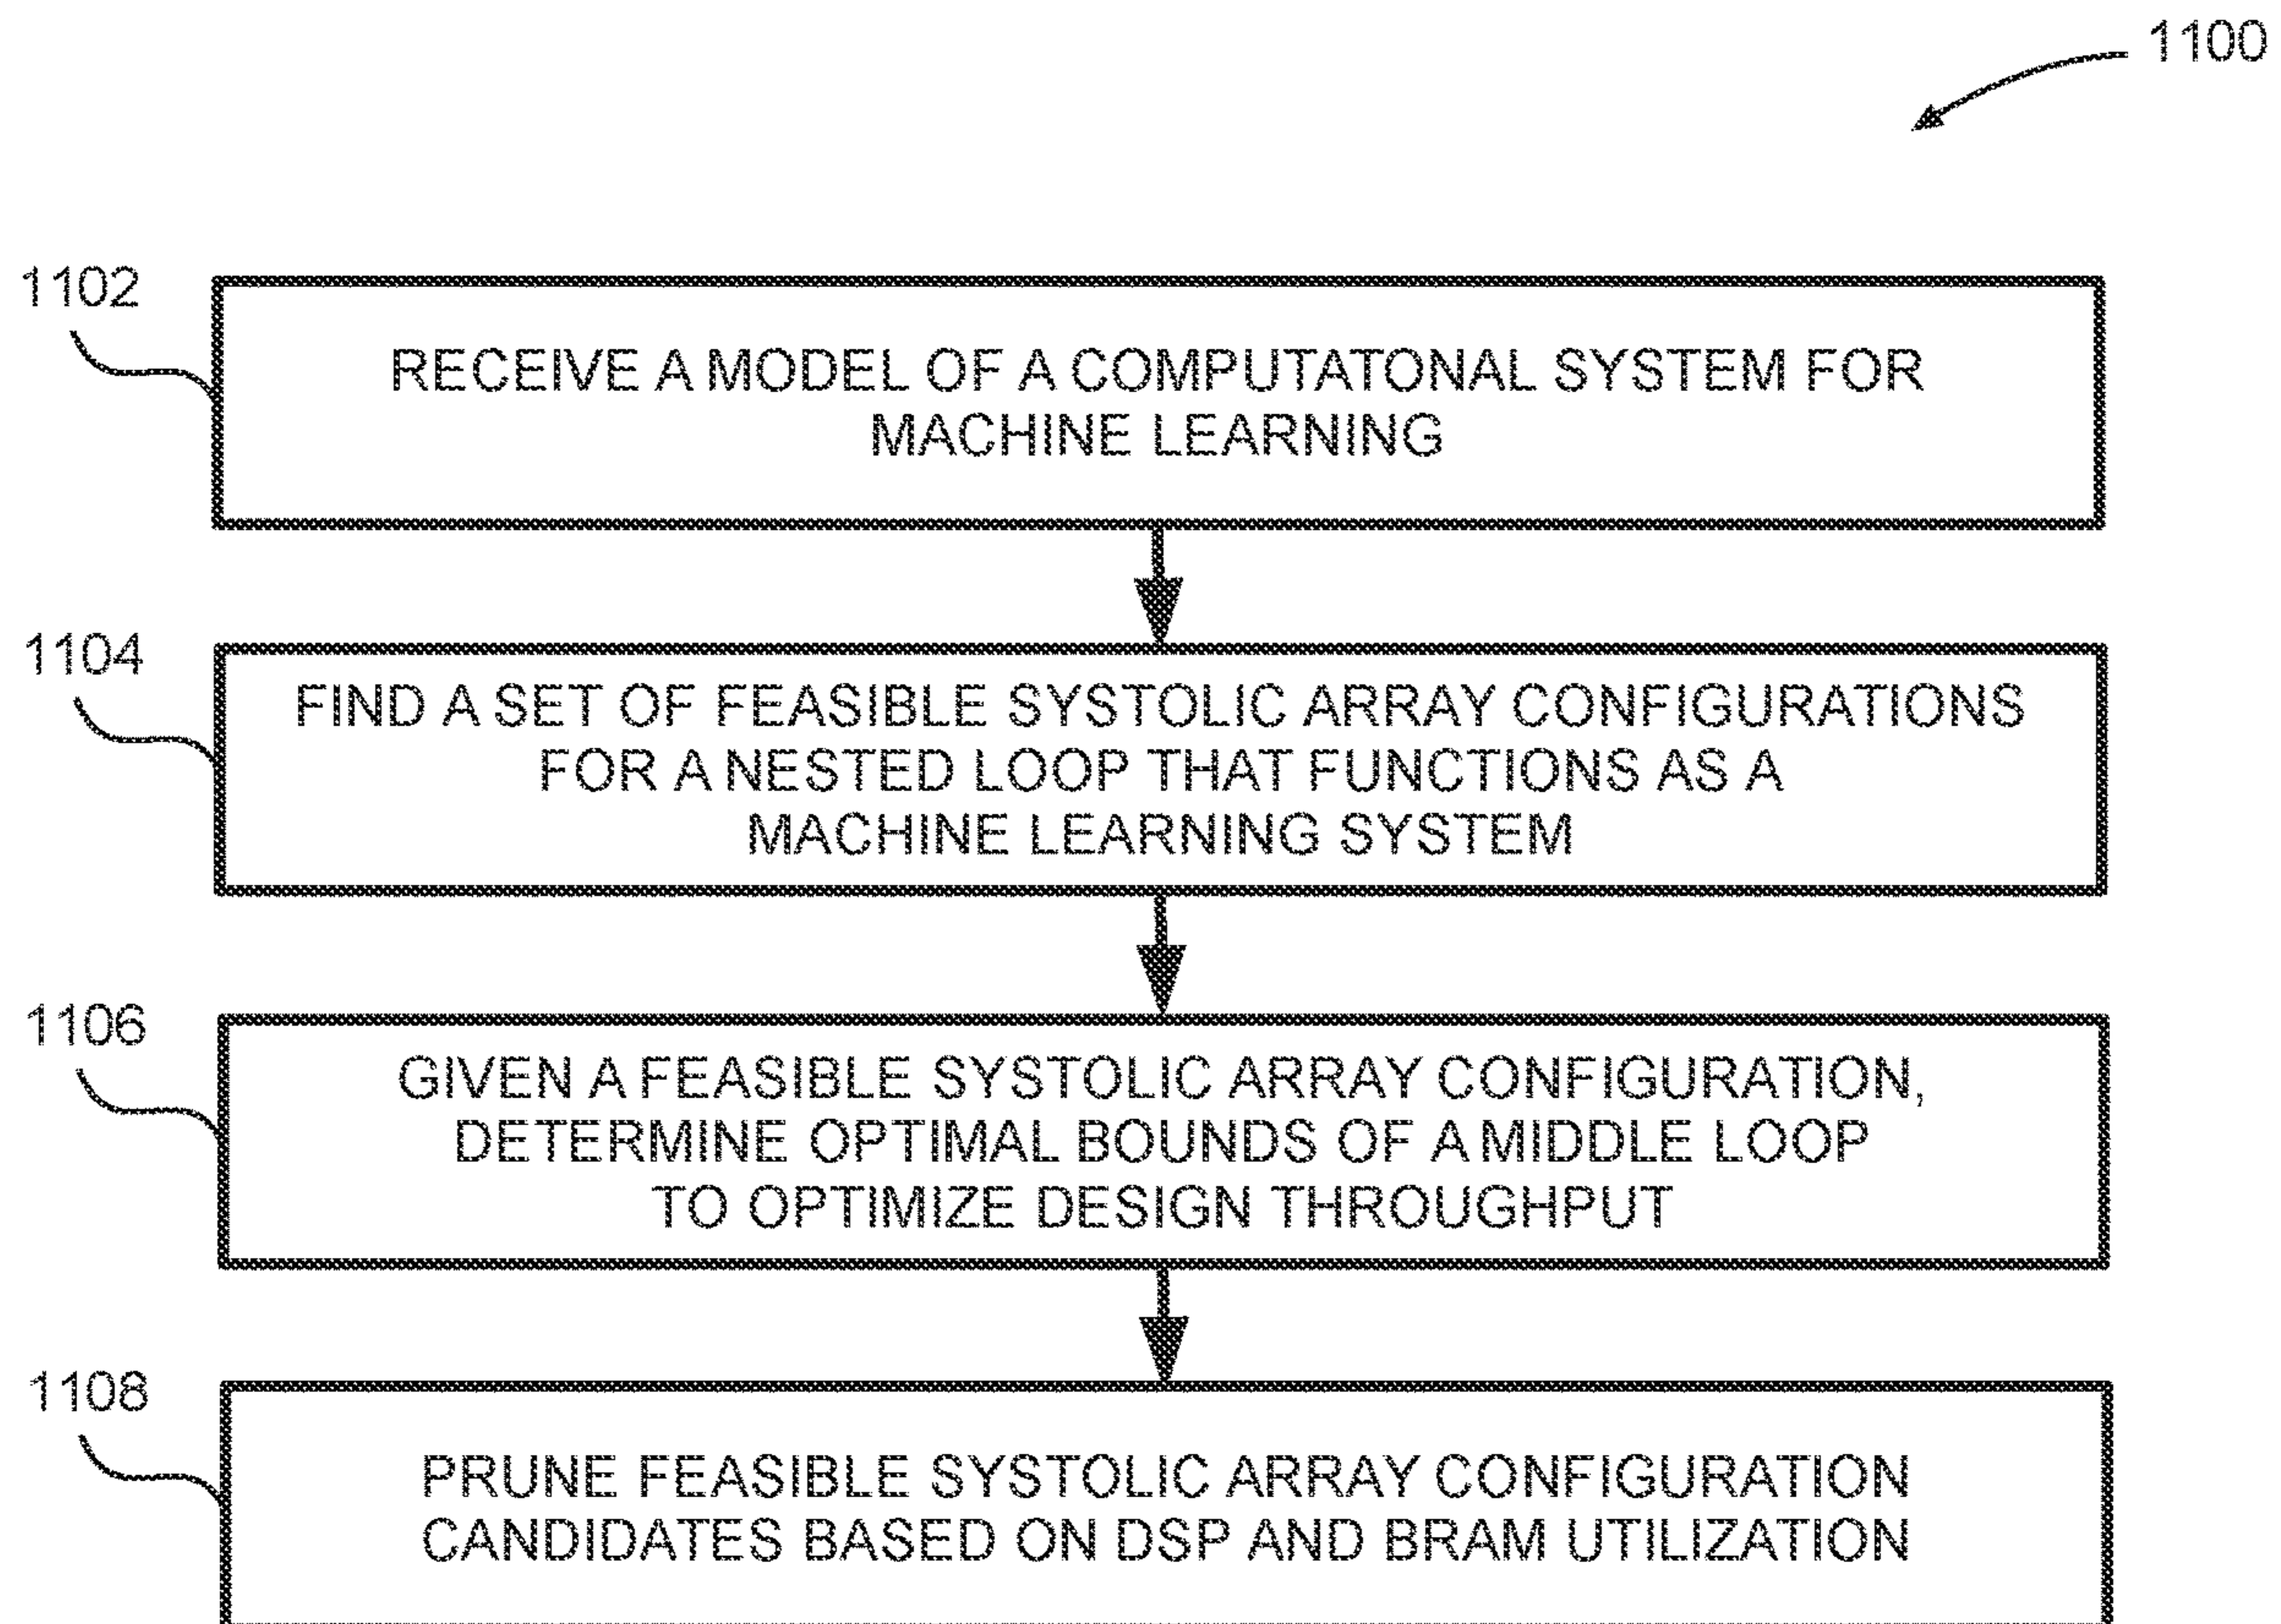 1100
1102
RECEIVE A MODEL OF A COMPUTATONAL SYSTEM FOR
MACHINE LEARNING
1104
FIND A SET OF FEASIBLE SYSTOLIC ARRAY CONFIGURATIONS
FOR A NESTED LOOP THAT FUNCTIONS AS A
MACHINE LEARNING SYSTEM
1106
GIVEN A FEASIBLE SYSTOLIC ARRAY CONFIGURATION,
DETERMINE OPTIMAL BOUNDS OF A MIDDLE LOOP
TO OPTIMIZE DESIGN THROUGHPUT
1108
PRUNE FEASIBLE SYSTOLIC ARRAY CONFIGURATION
CANDIDATES BASED ON DSP AND BRAM UTILIZATION